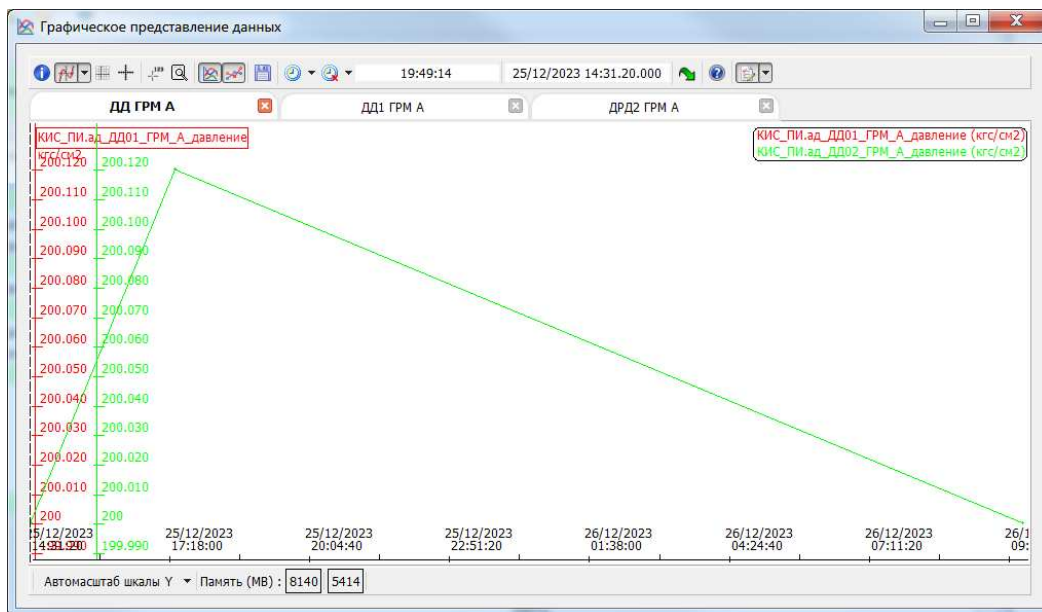 Графическое представление данных
19:49:14 25/12/2023 14:31.20.000
ДД ГРМ А ДД1 ГРМ А ДРД2 ГРМ А
КИС_ПИ.ад_ДД01_ГРМ_А_давление
кгс/см2
КИС_ПИ.ад_ДД01_ГРМ_А_давление (кгс/см2)
КИС_ПИ.ад_ДД02_ГРМ_А_давление (кгс/см2)
200.120 200.120
200.110 200.110
200.100 200.100
200.090 200.090
200.080 200.080
200.070 200.070
200.060 200.060
200.050 200.050
200.040 200.040
200.030 200.030
200.020 200.020
200.010 200.010
200 200
199.990
5/12/2023 25/12/2023 25/12/2023 25/12/2023 26/12/2023 26/12/2023 26/12/2023 26/1
17:18:00 20:04:40 22:51:20 01:38:00 04:24:40 07:11:20 09:
Автомасштаб шкалы Y Память (MB) : 8140 5414